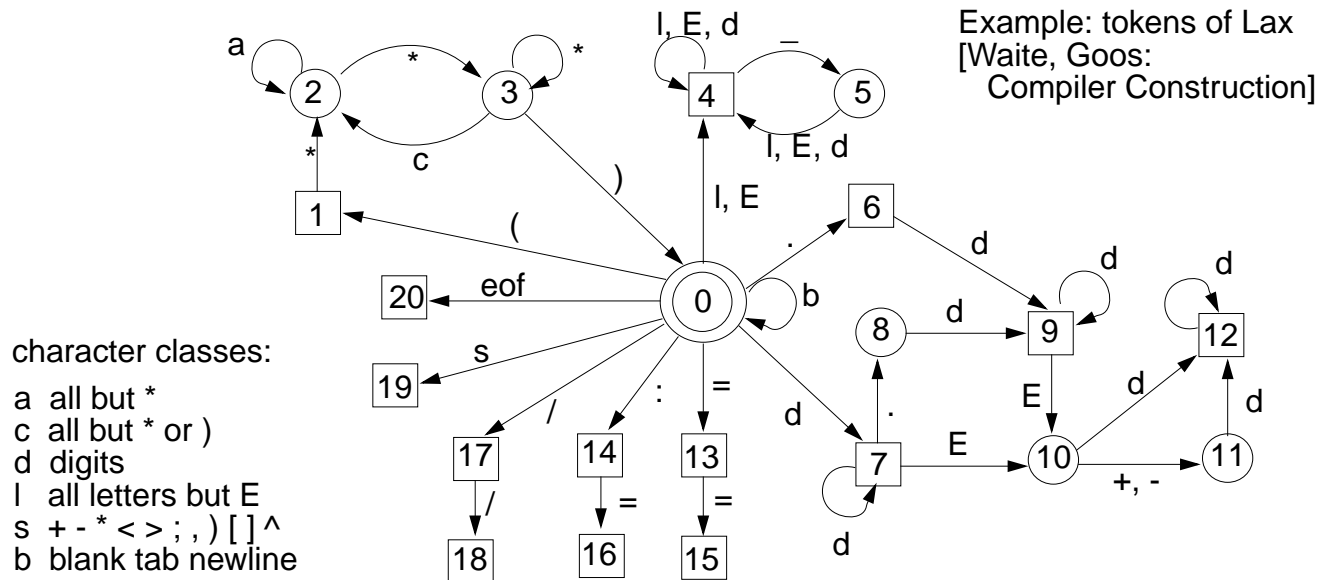 Example: tokens of Lax
[Waite, Goos:
Compiler Construction]
a
*
*
l, E, d
_
2
3
4
5
*
c
l, E, d
1
)
l, E
6
(
.
d
d
d
20
eof
0
b
8
d
9
12
s
19
/
:
=
d
.
E
d
d
17
14
13
7
E
10
11
+, -
/
=
=
d
18
16
15
character classes:
a all but *
c all but * or )
d digits
l all letters but E
s + - * < > ; , ) [ ] ^
b blank tab newline